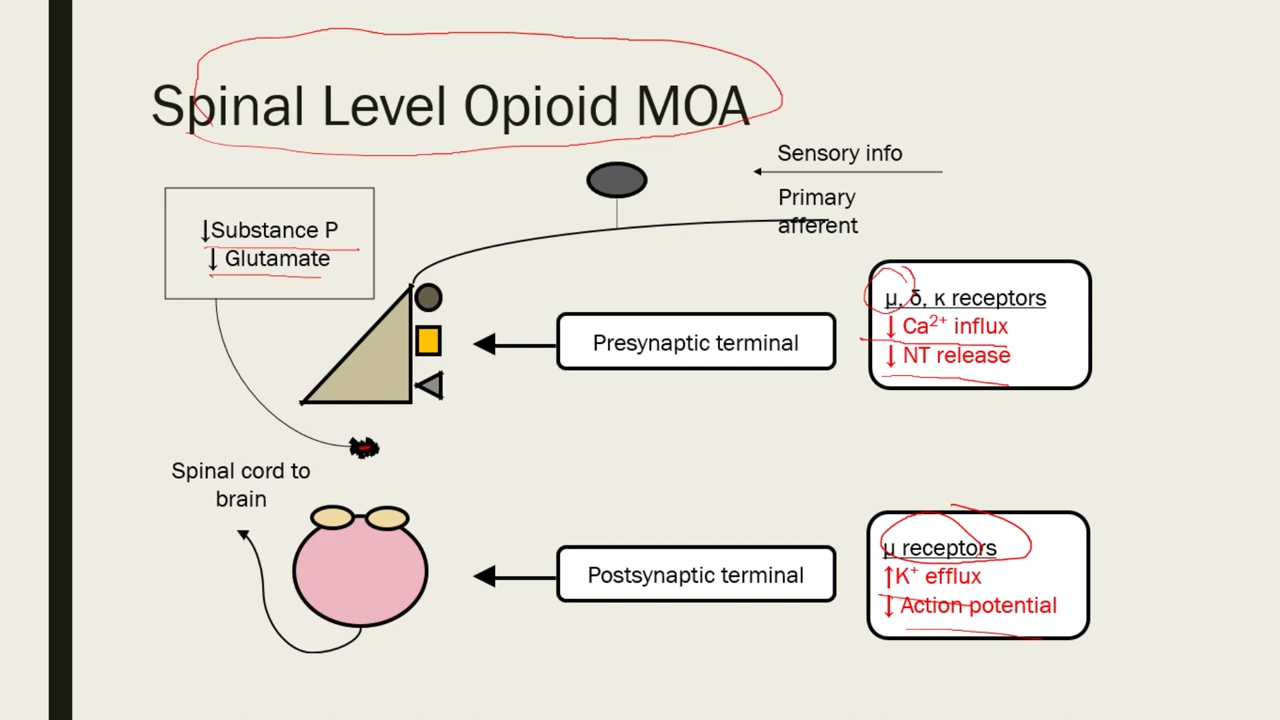 Spinal Level Opioid MOA
Sensory info
Primary
afferent
↓Substance P
↓ Glutamate
μ, δ, κ receptors
↓ Ca²⁺ influx
↓ NT release
Presynaptic terminal
Spinal cord to
brain
Postsynaptic terminal
μ receptors
↑K⁺ efflux
↓ Action potential